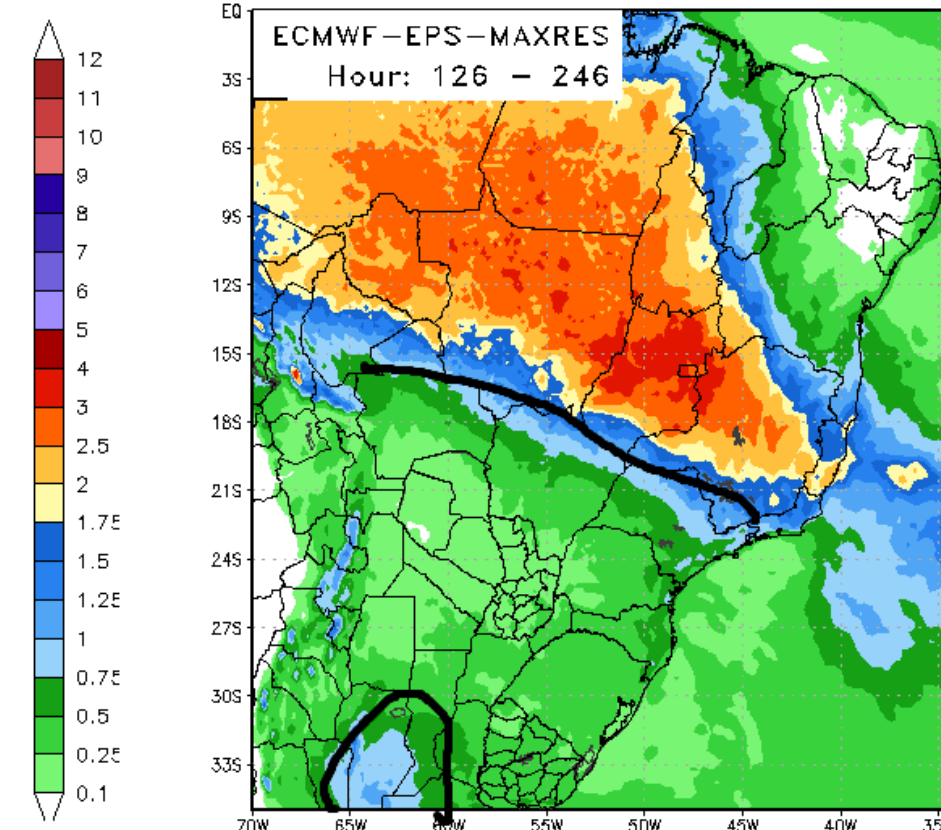 ECMWF-EPS-MAXRES
Hour: 126 - 246
12
11
10
9
8
7
6
5
4
3
2.5
2
1.75
1.5
1.25
1
0.75
0.5
0.25
0.1
EQ
3S
6S
9S
12S
15S
18S
21S
24S
27S
30S
33S
70W
65W
60W
55W
50W
45W
40W
35